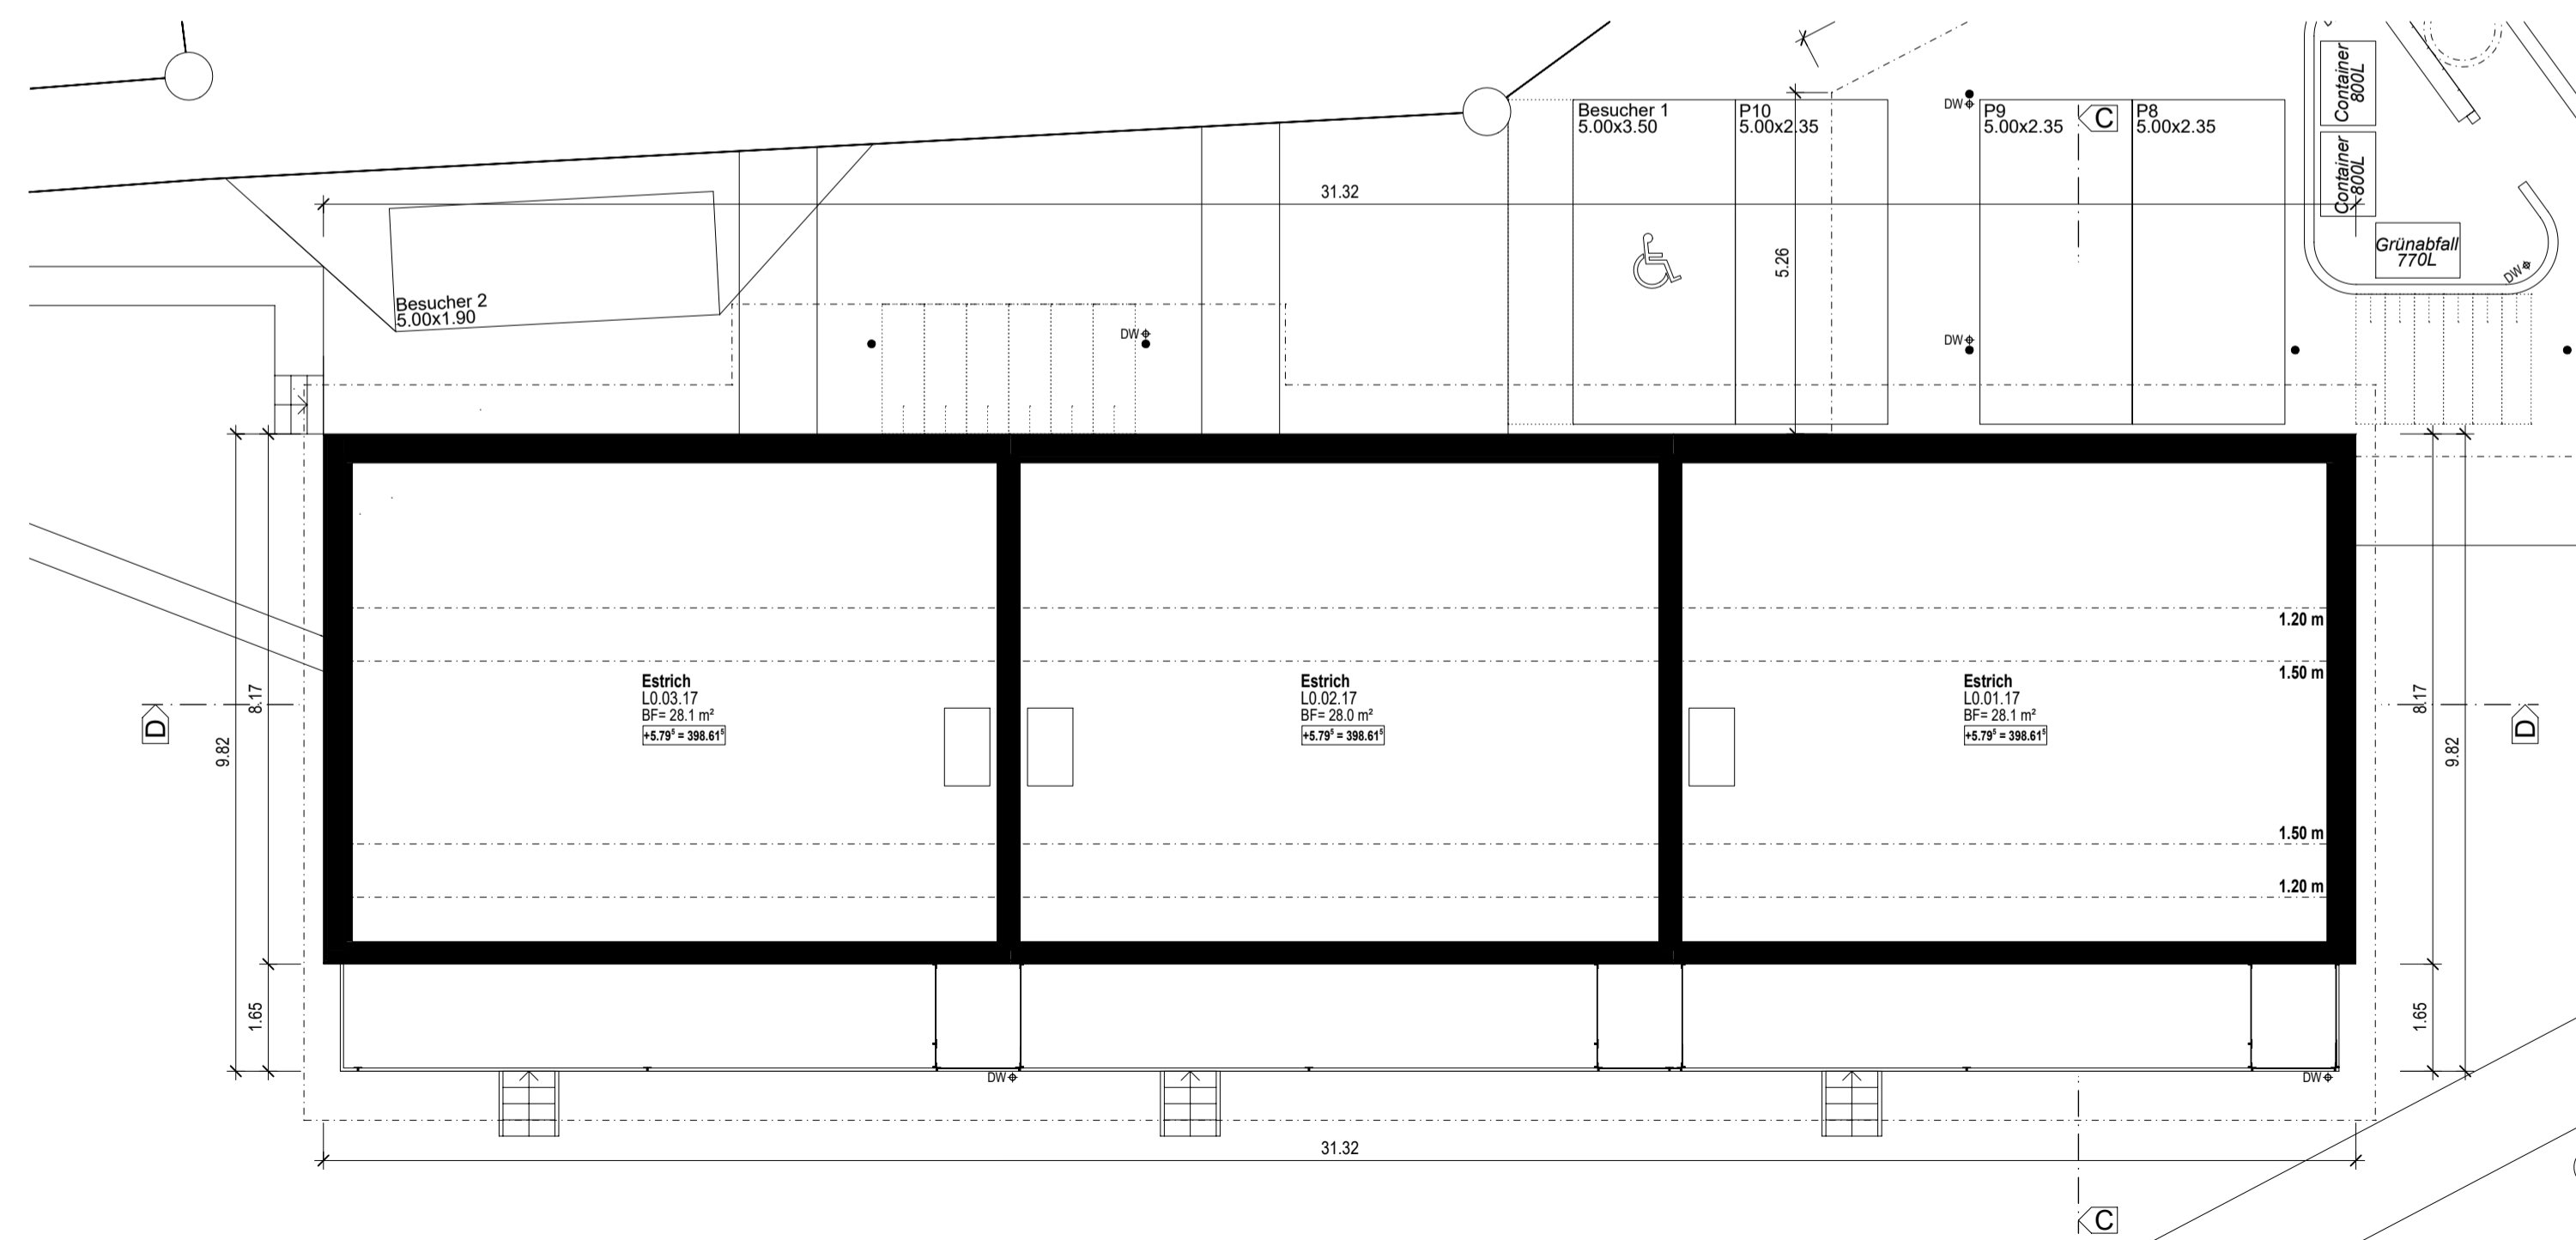 Besucher 1
5.00x3.50
P10
5.00x2.35
DW
P9
5.00x2.35
C
P8
5.00x2.35
Container
800L
Container
800L
Grünabfall
770L
DW
31.32
5.26
Besucher 2
5.00x1.90
DW
DW
1.20 m
1.50 m
Estrich
L0.03.17
BF= 28.1 m²
+5.79⁵ = 398.61⁵
Estrich
L0.02.17
BF= 28.0 m²
+5.79⁵ = 398.61⁵
Estrich
L0.01.17
BF= 28.1 m²
+5.79⁵ = 398.61⁵
D
9.82
8.17
8.17
9.82
D
1.50 m
1.20 m
1.65
1.65
DW
DW
31.32
C